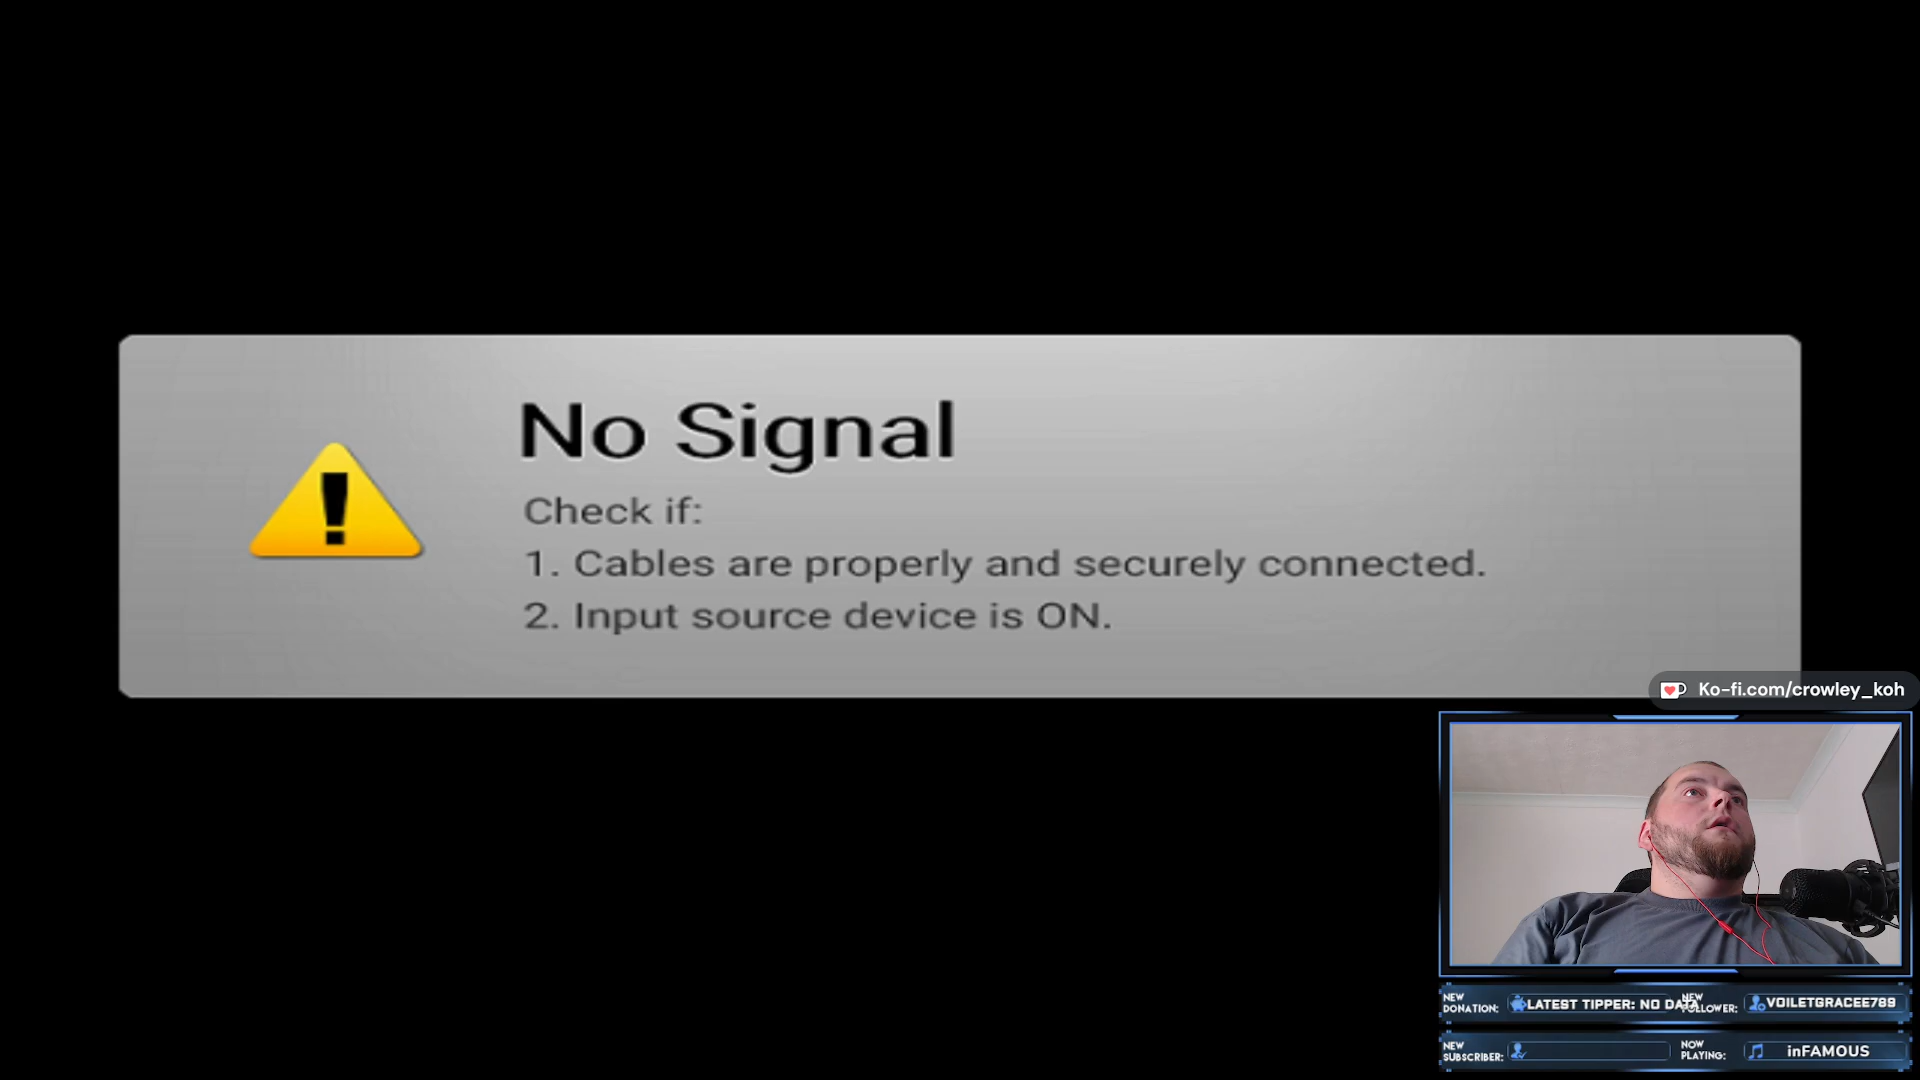 No Signal
Check if:
1. Cables are properly and securely connected.
2. Input source device is ON.
Ko-fi.com/crowley_koh
NEW DONATION:
LATEST TIPPER: NO DATA
NEW FOLLOWER:
VOILETGRACEE789
NEW SUBSCRIBER:
NOW PLAYING:
inFAMOUS